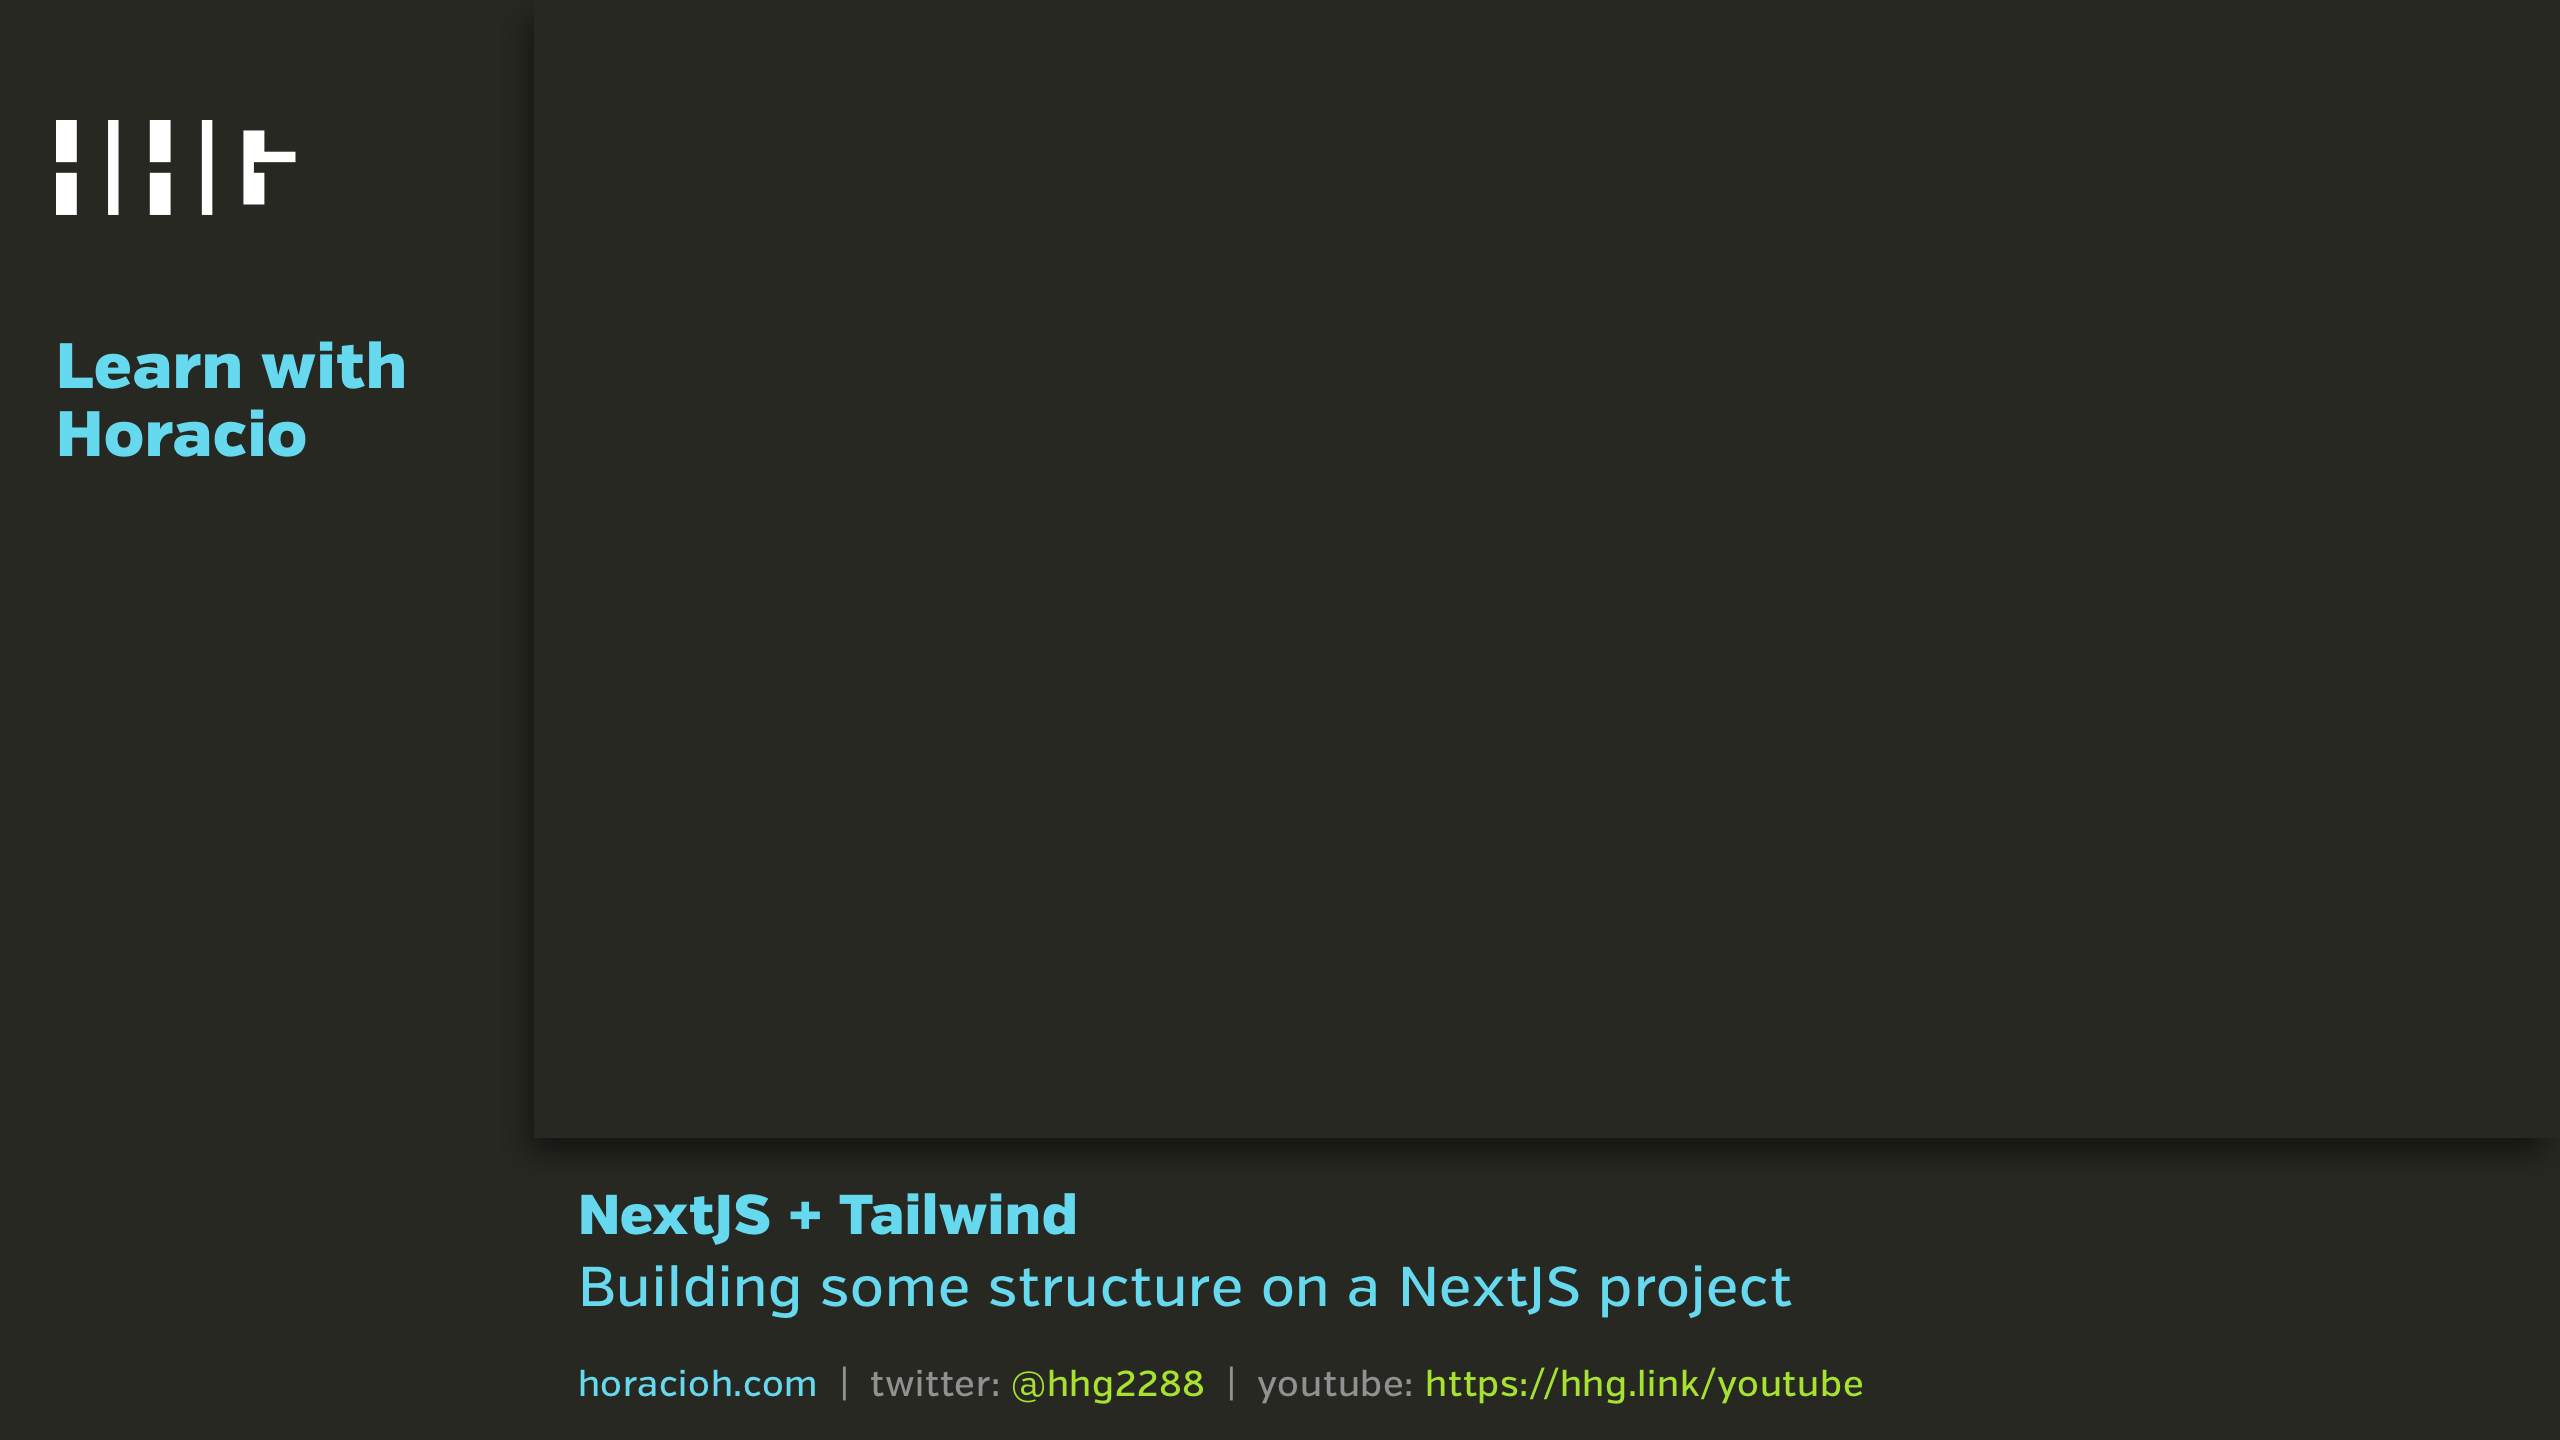 Learn with
Horacio
NextJS + Tailwind
Building some structure on a NextJS project
horacioh.com | twitter: @hhg2288 | youtube: https://hhg.link/youtube